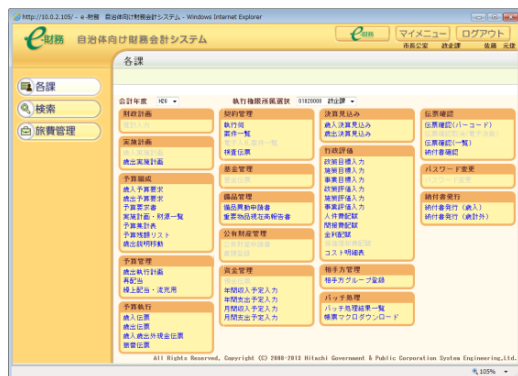 http://10.0.2.105/ - e-財務 自治体向け財務会計システム - Windows Internet Explorer
e-財務 自治体向け財務会計システム
e財務 マイメニュー ログアウト
市長公室 政企課 佐藤
各課
各課
検索
旅費管理
会計年度 H26 執行権限所属選択 01020000 政企課
財政計画
実施計画
歳出実施計画
予算編成
歳入予算要求
歳出予算要求
予算要求書
実施計画・財源一覧
予算集計表
予算残額リスト
歳出説明移動
予算管理
歳出執行計画
再配当
繰上配当・流充用
予算執行
歳入伝票
歳出伝票
歳入歳出外現金伝票
振替伝票
契約管理
執行伺
案件一覧
検査伝票
基金管理
備品管理
備品異動申請書
重要物品現在高報告書
公有財産管理
資金管理
年間収入予定入力
年間支出予定入力
月間収入予定入力
月間支出予定入力
決算見込み
歳入決算見込み
歳出決算見込み
行政評価
政策目標入力
施策目標入力
事業目標入力
政策評価入力
施策評価入力
事業評価入力
人件費配賦
間接費配賦
金利配賦
コスト明細表
相手方管理
相手方グループ登録
バッチ処理
バッチ処理結果一覧
帳票マクロダウンロード
伝票確認
伝票確認(バーコード)
伝票確認(一覧)
納付書確認
パスワード変更
納付書発行
納付書発行(歳入)
納付書発行(歳計外)
All Rights Reserved, Copyright (C) 2008-2013 Hitachi Government & Public Corporation System Engineering,Ltd.
105%